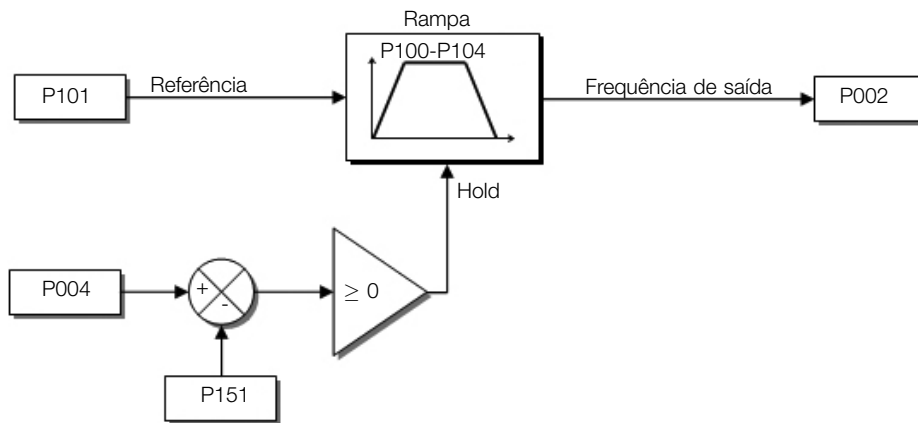 Rampa
P100-P104
P101
Referência
Frequência de saída
P002
Hold
P004
+
-
≥ 0
P151